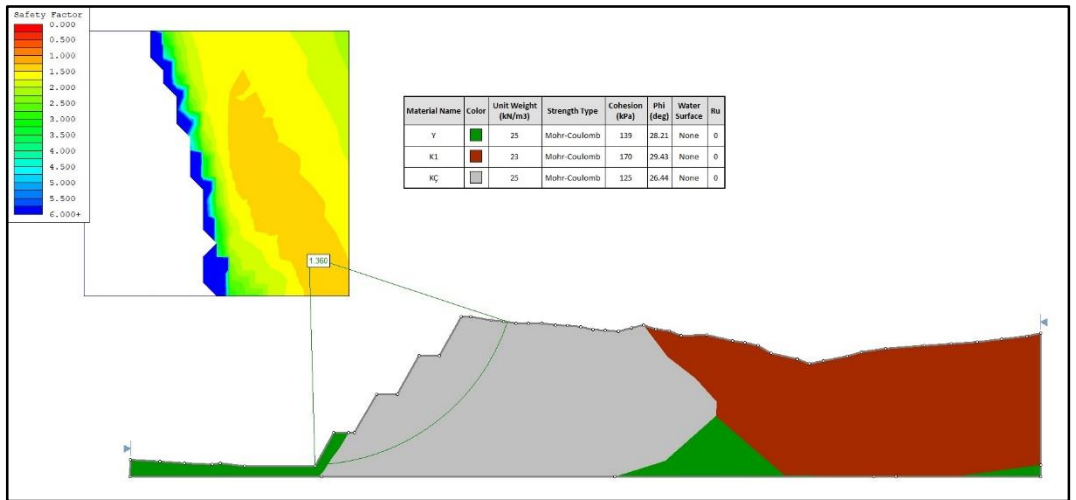 Safety Factor
0.000
0.500
1.000
1.500
2.000
2.500
3.000
3.500
4.000
4.500
5.000
5.500
6.000+
Material Name Color Unit Weight (kN/m3) Strength Type Cohesion (kPa) Phi (deg) Water Surface Ru
Y 25 Mohr-Coulomb 139 28.21 None 0
K1 23 Mohr-Coulomb 170 29.43 None 0
KÇ 25 Mohr-Coulomb 125 26.44 None 0
1.360